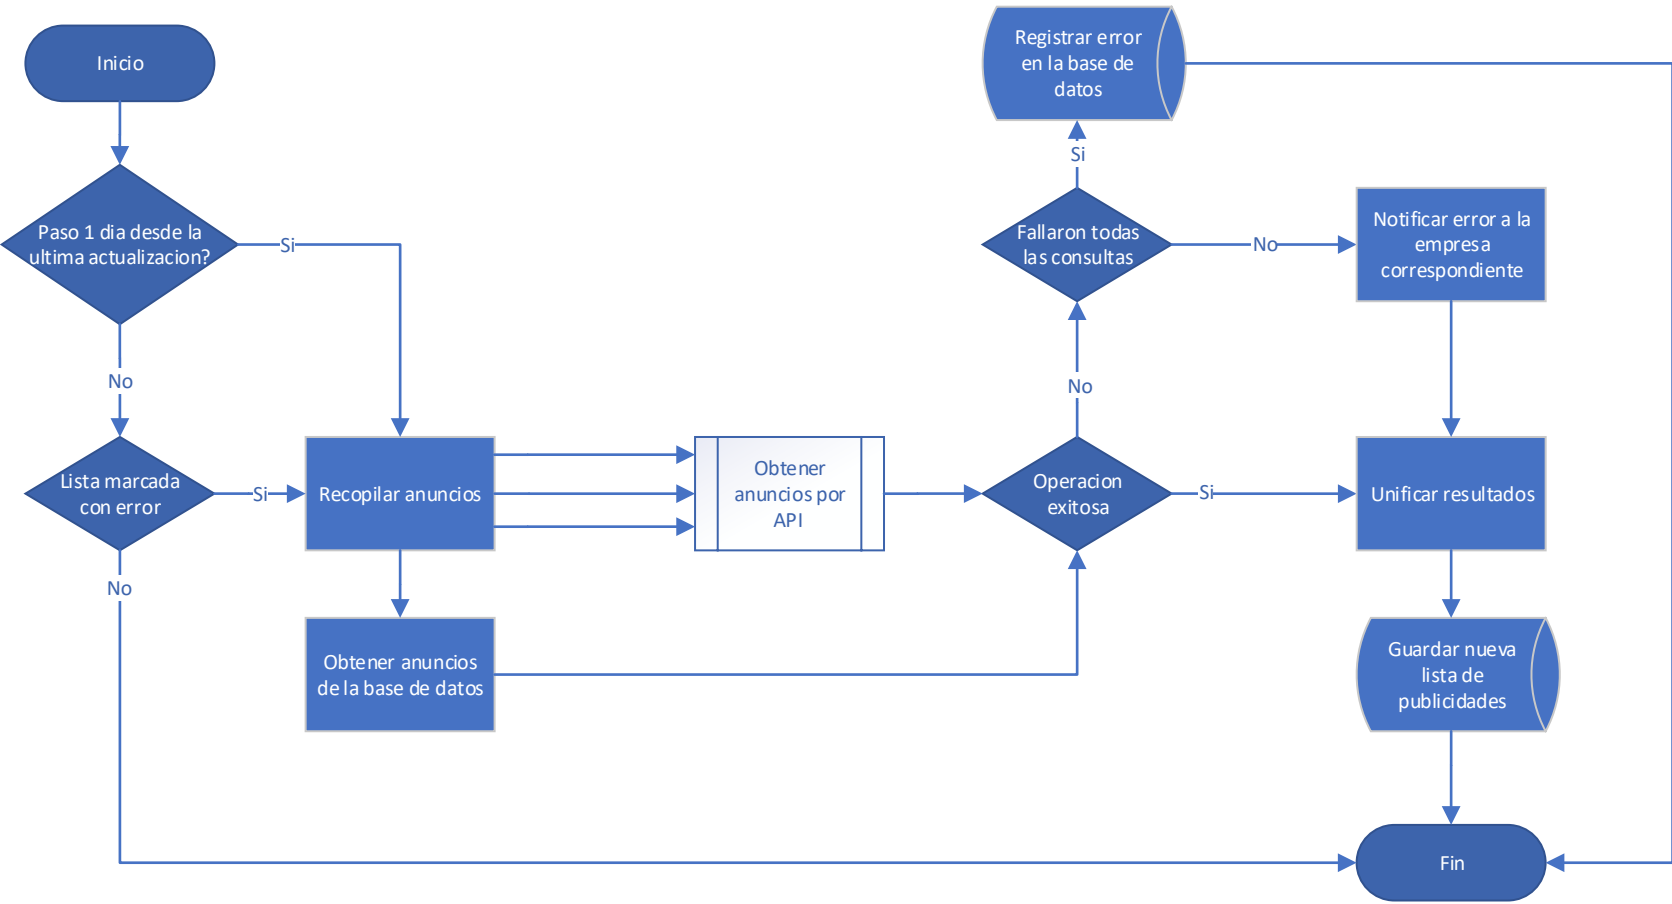 Inicio
Paso 1 dia desde la
ultima actualizacion?
Si
No
Lista marcada
con error
Si
No
Recopilar anuncios
Obtener anuncios
de la base de datos
Obtener
anuncios por
API
Operacion
exitosa
Si
No
Fallaron todas
las consultas
Si
No
Registrar error
en la base de
datos
Notificar error a la
empresa
correspondiente
Unificar resultados
Guardar nueva
lista de
publicidades
Fin